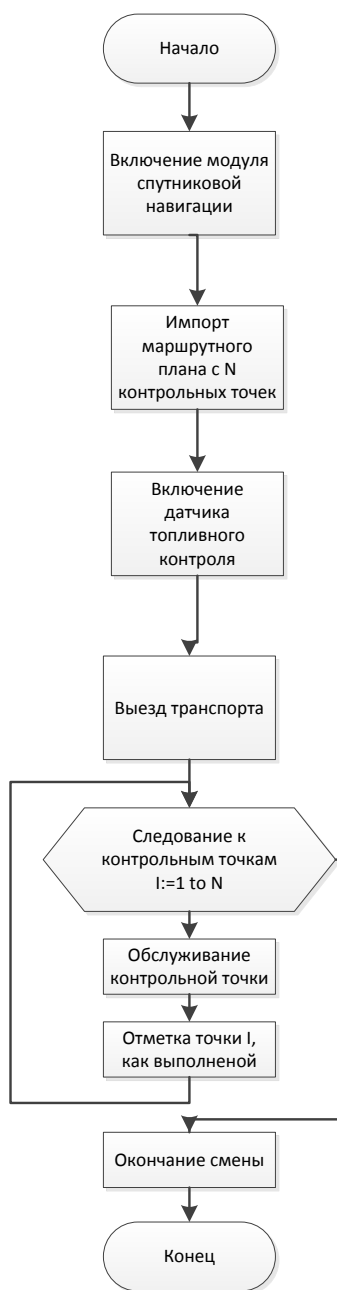 Начало
Включение модуля
спутниковой
навигации
Импорт
маршрутного
плана с N
контрольных точек
Включение
датчика
топливного
контроля
Выезд транспорта
Следование к
контрольным точкам
I:=1 to N
Обслуживание
контрольной точки
Отметка точки I,
как выполненой
Окончание смены
Конец